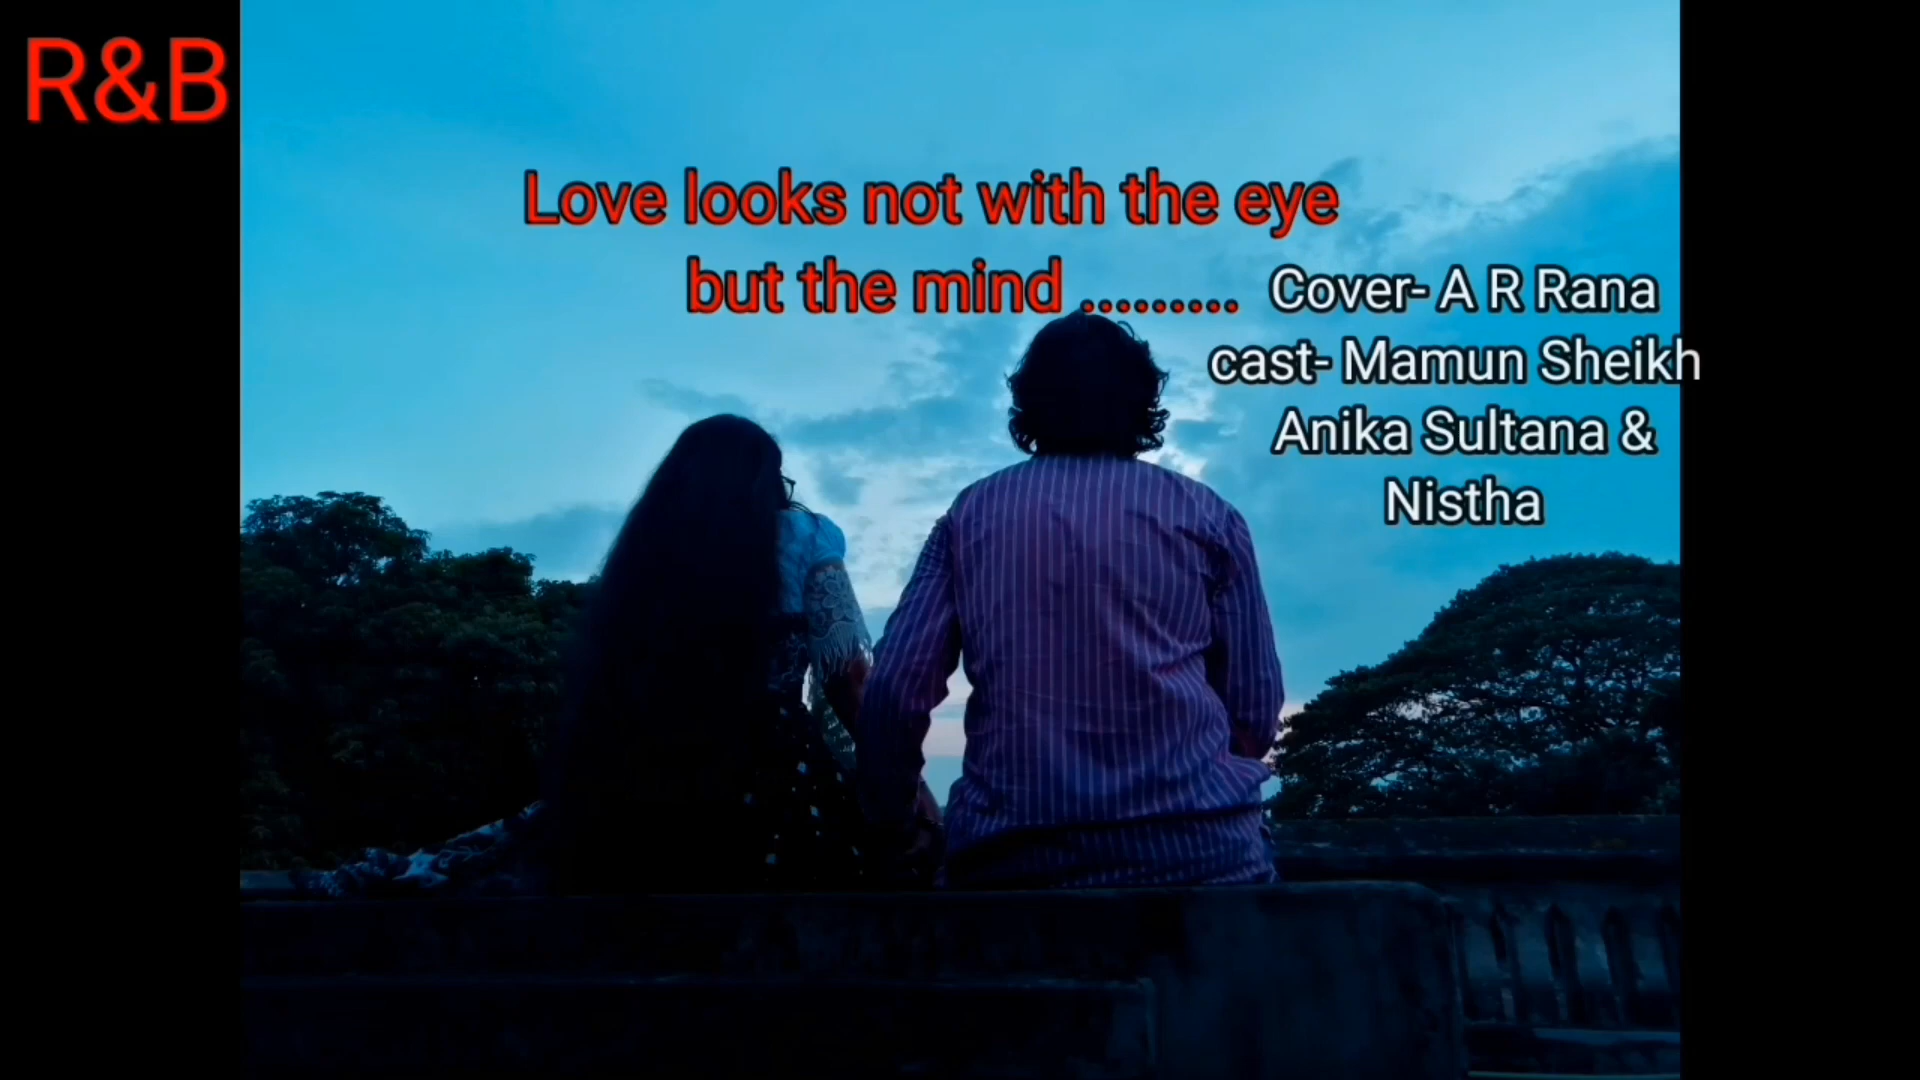 R&B
Love looks not with the eye
but the mind .........
Cover- A R Rana
cast- Mamun Sheikh
Anika Sultana &
Nistha